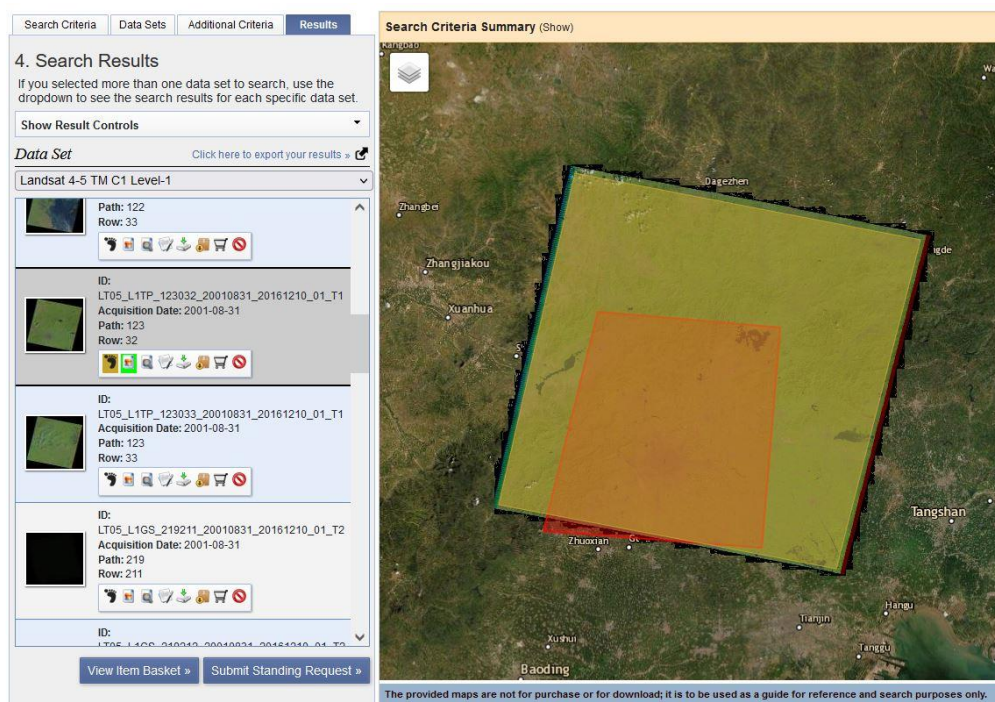 Search Criteria
Data Sets
Additional Criteria
Results
4. Search Results
If you selected more than one data set to search, use the
dropdown to see the search results for each specific data set.
Show Result Controls
Data Set
Click here to export your results »
Landsat 4-5 TM C1 Level-1
Path: 122
Row: 33
ID:
LT05_L1TP_123032_20010831_20161210_01_T1
Acquisition Date: 2001-08-31
Path: 123
Row: 32
ID:
LT05_L1TP_123033_20010831_20161210_01_T1
Acquisition Date: 2001-08-31
Path: 123
Row: 33
ID:
LT05_L1GS_219211_20010831_20161210_01_T2
Acquisition Date: 2001-08-31
Path: 219
Row: 211
ID:
LT05_L1GS_219212_20010831_20161210_01_T2
View Item Basket »
Submit Standing Request »
Search Criteria Summary (Show)
Kangbao
Dagezhen
Zhangbei
Zhangjiakou
Xuanhua
Tangshan
Zhuoxian
Hangu
Tianjin
Xushui
Tanggu
Baoding
The provided maps are not for purchase or for download; it is to be used as a guide for reference and search purposes only.